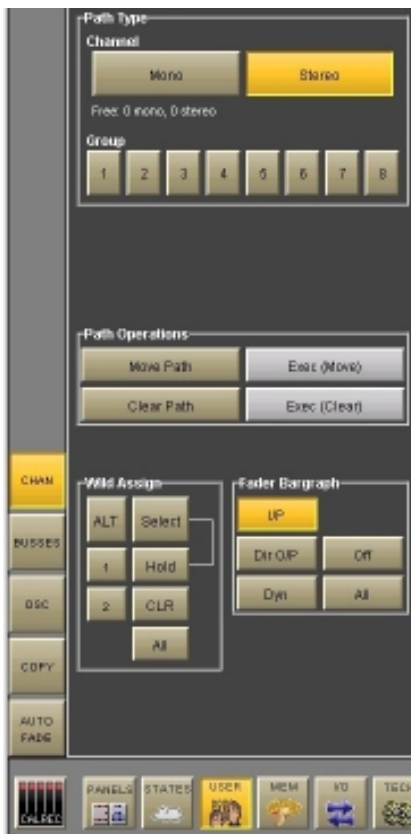 Path Type
Channel
Mono Stereo
Free: 0 mono, 0 stereo
Group
1 2 3 4 5 6 7 8
Path Operations
Move Path Exec (Move)
Clear Path Exec (Clear)
CHAN
BUSSES
OSC
COPY
AUTO
FADE
Wild Assign
ALT Select
1 Hold
2 CLR
All
Fader Bargraph
I/P
Dir O/P Off
Dyn All
CALREC PANELS STATES USER MEM I/O TECH